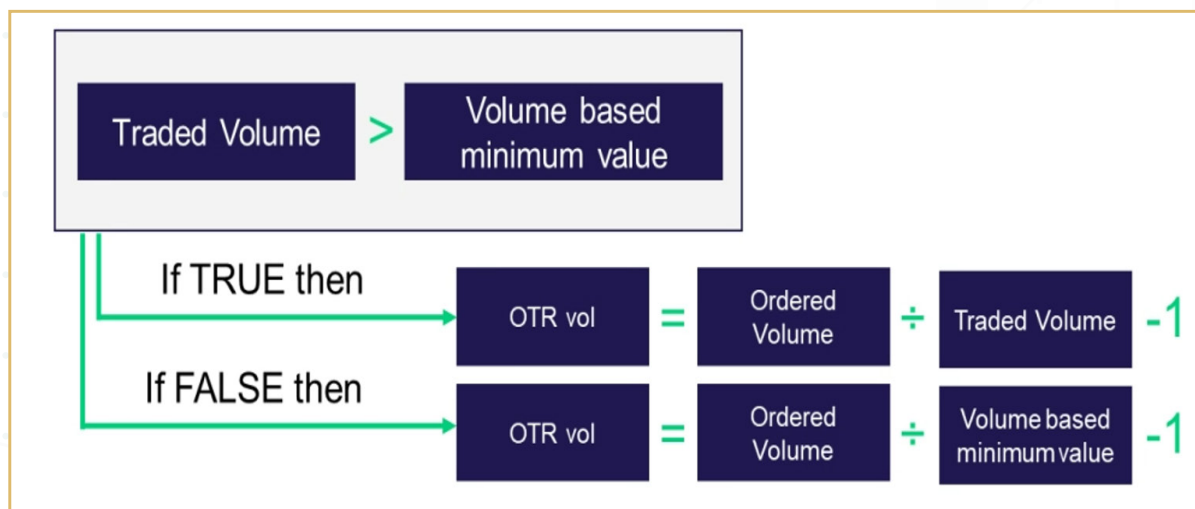 Traded Volume > Volume based
minimum value
If TRUE then
OTR vol = Ordered
Volume ÷ Traded Volume -1
If FALSE then
OTR vol = Ordered
Volume ÷ Volume based
minimum value -1